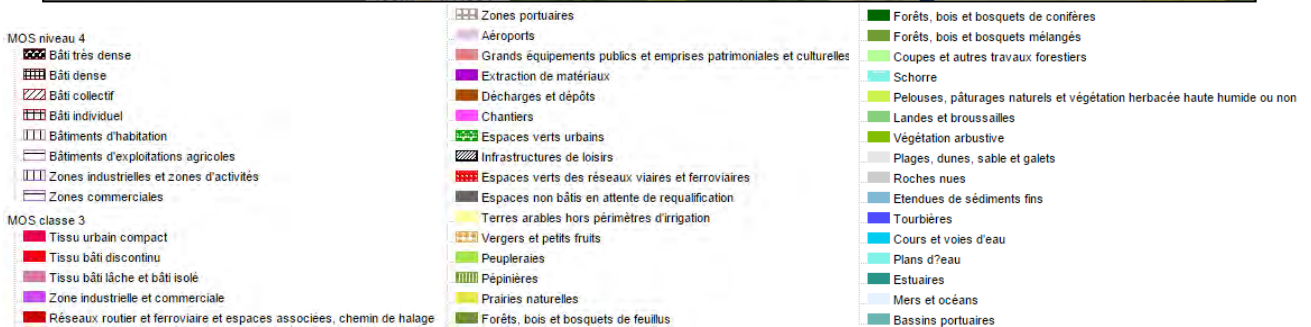 MOS niveau 4
Bâti très dense
Bâti dense
Bâti collectif
Bâti individuel
Bâtiments d'habitation
Bâtiments d'exploitations agricoles
Zones industrielles et zones d'activités
Zones commerciales
MOS classe 3
Tissu urbain compact
Tissu bâti discontinu
Tissu bâti lâche et bâti isolé
Zone industrielle et commerciale
Réseaux routier et ferroviaire et espaces associées, chemin de halage
Zones portuaires
Aéroports
Grands équipements publics et emprises patrimoniales et culturelles
Extraction de matériaux
Décharges et dépôts
Chantiers
Espaces verts urbains
Infrastructures de loisirs
Espaces verts des réseaux viaires et ferroviaires
Espaces non bâtis en attente de requalification
Terres arables hors périmètres d'irrigation
Vergers et petits fruits
Peupleraies
Pépinières
Prairies naturelles
Forêts, bois et bosquets de feuillus
Forêts, bois et bosquets de conifères
Forêts, bois et bosquets mélangés
Coupes et autres travaux forestiers
Schorre
Pelouses, pâturages naturels et végétation herbacée haute humide ou non
Landes et broussailles
Végétation arbustive
Plages, dunes, sable et galets
Roches nues
Etendues de sédiments fins
Tourbières
Cours et voies d'eau
Plans d?eau
Estuaires
Mers et océans
Bassins portuaires